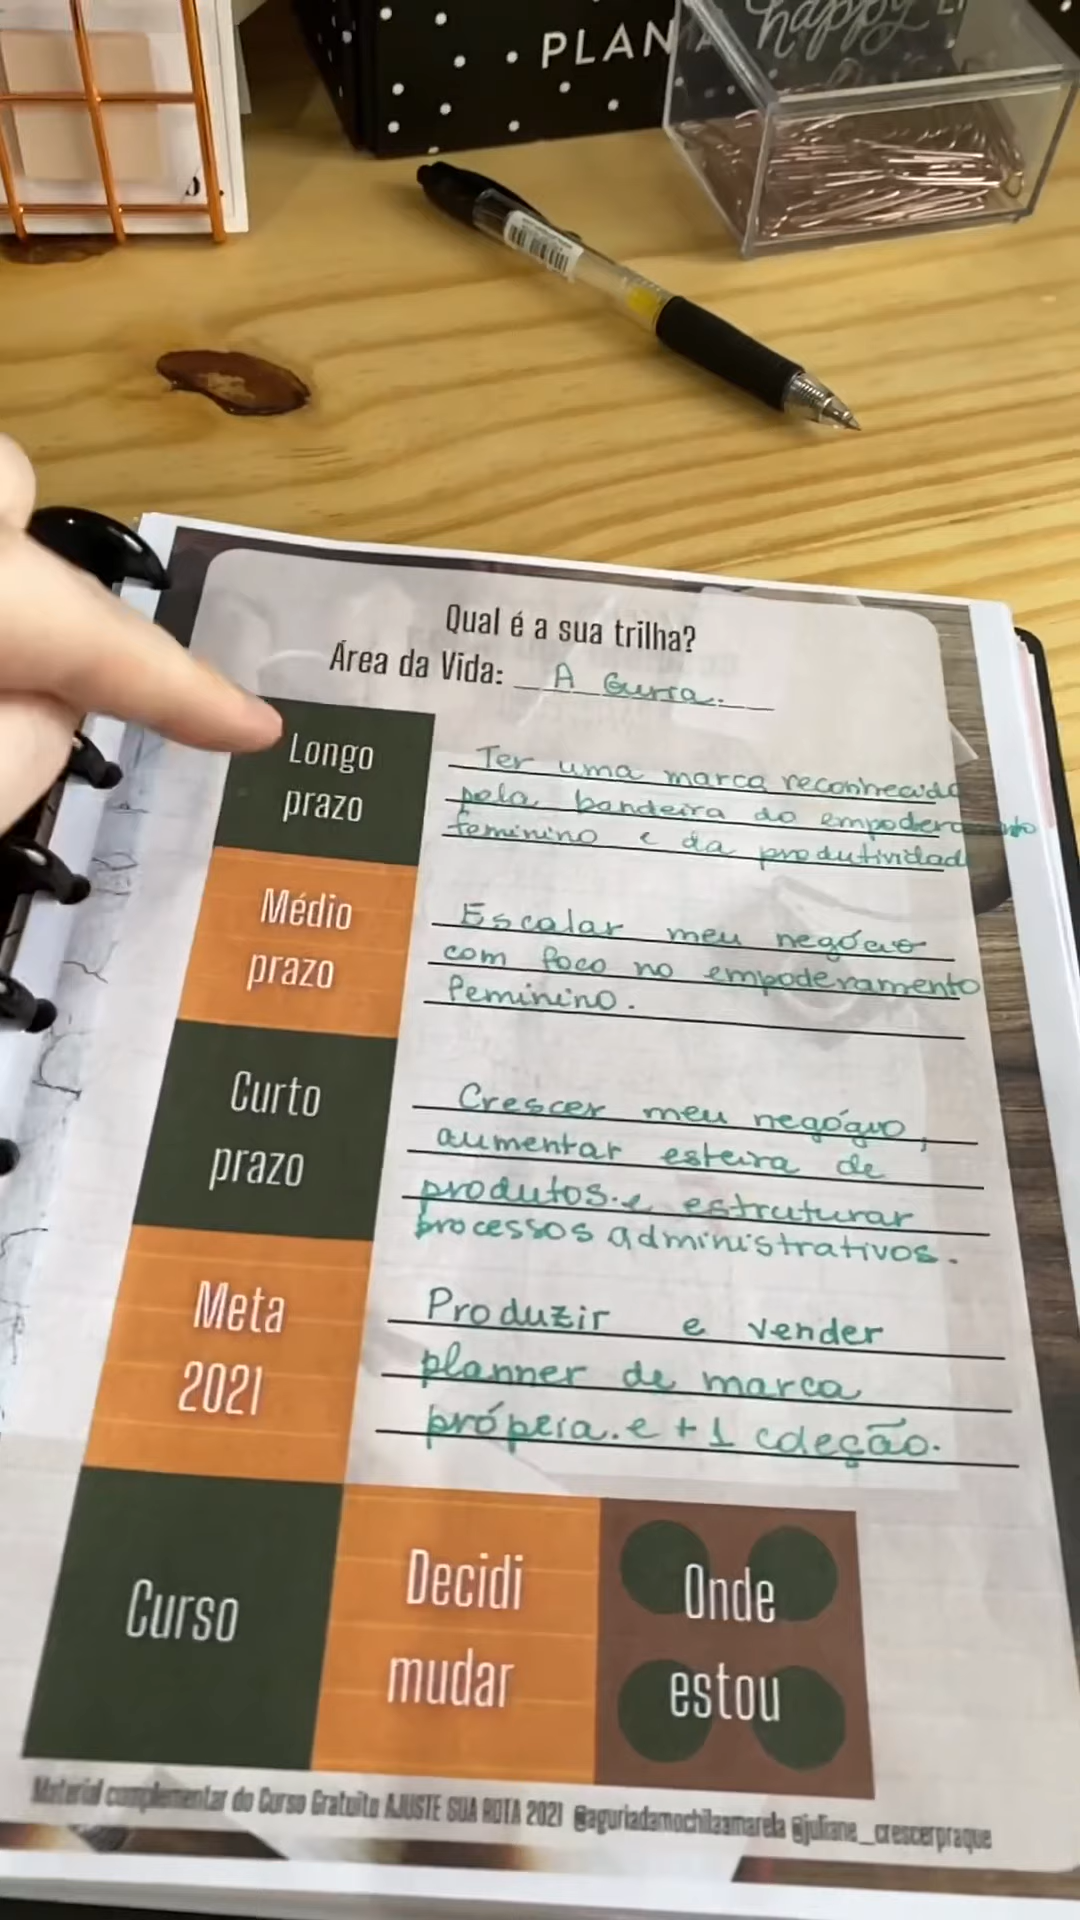 PLAN
happy
Qual é a sua trilha?
Área da Vida: A Guria.
Longo
prazo
Ter uma marca reconhecida
pela bandeira do empoderamento
feminino e da produtividad
Médio
prazo
Escalar meu negócio
com foco no empoderamento
feminino.
Curto
prazo
Crescer meu negócio,
aumentar esteira de
produtos.e estruturar
processos administrativos.
Meta
2021
Produzir e vender
planner de marca
própria.e +1 coleção.
Curso
Decidi
mudar
Onde
estou
Material complementar do Curso Gratuito AJUSTE SUA ROTA 2021 @aguriadamochilaamarela @juliane_crescerpraque